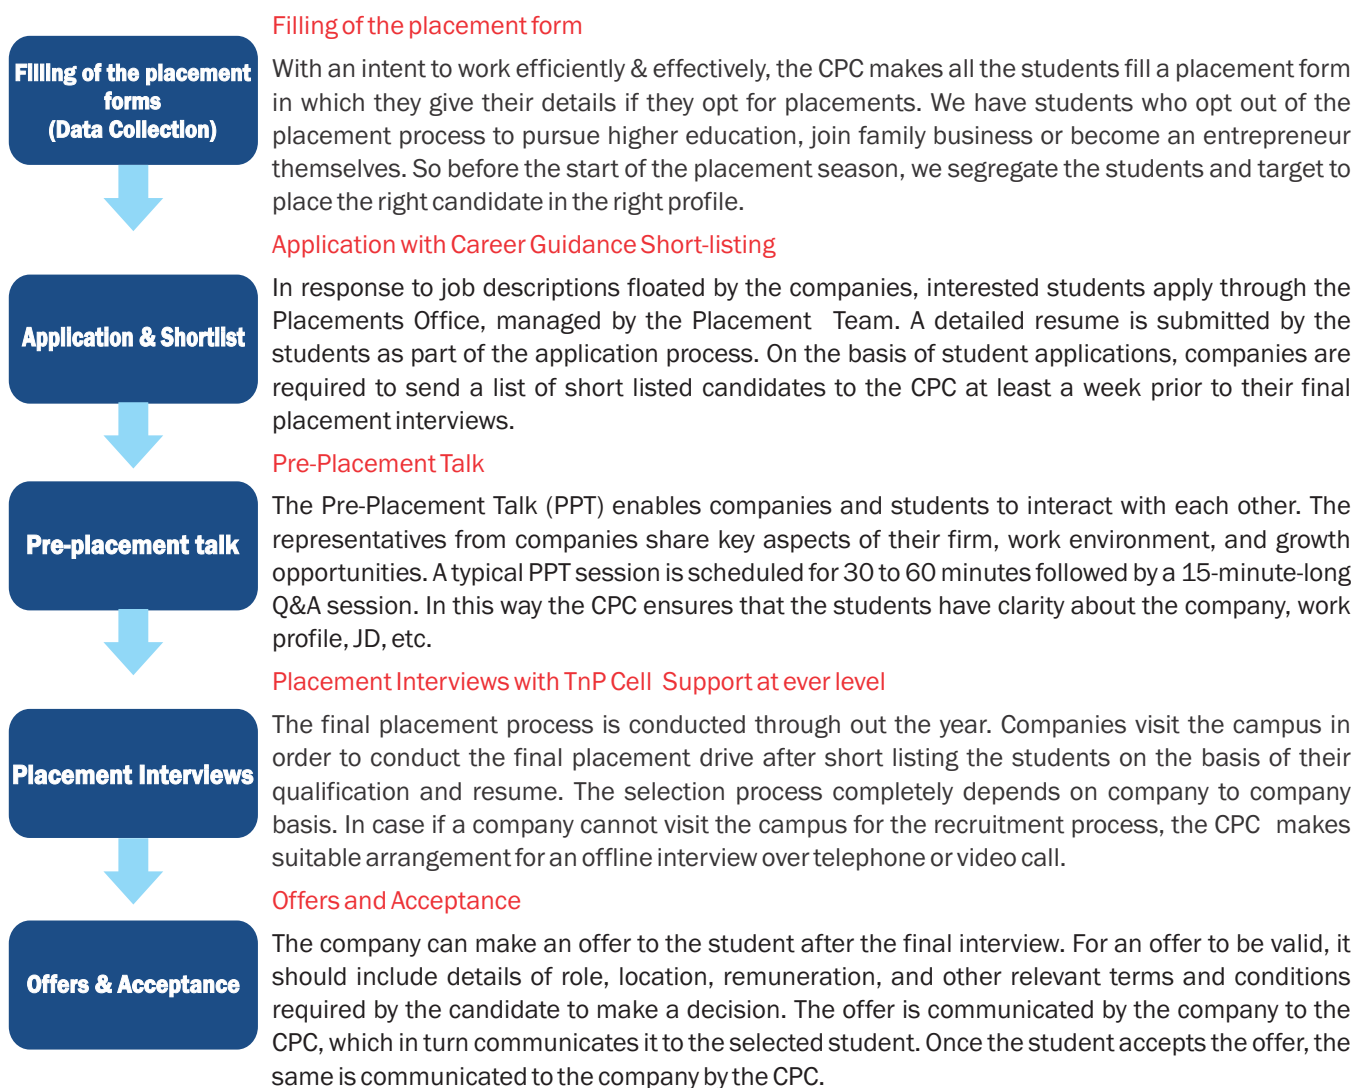 Filling of the placement form
Filling of the placement
forms
(Data Collection)
With an intent to work efficiently & effectively, the CPC makes all the students fill a placement form
in which they give their details if they opt for placements. We have students who opt out of the
placement process to pursue higher education, join family business or become an entrepreneur
themselves. So before the start of the placement season, we segregate the students and target to
place the right candidate in the right profile.
Application with Career Guidance Short-listing
Application & Shortlist
In response to job descriptions floated by the companies, interested students apply through the
Placements Office, managed by the Placement Team. A detailed resume is submitted by the
students as part of the application process. On the basis of student applications, companies are
required to send a list of short listed candidates to the CPC at least a week prior to their final
placement interviews.
Pre-Placement Talk
Pre-placement talk
The Pre-Placement Talk (PPT) enables companies and students to interact with each other. The
representatives from companies share key aspects of their firm, work environment, and growth
opportunities. A typical PPT session is scheduled for 30 to 60 minutes followed by a 15-minute-long
Q&A session. In this way the CPC ensures that the students have clarity about the company, work
profile, JD, etc.
Placement Interviews with TnP Cell Support at ever level
Placement Interviews
The final placement process is conducted through out the year. Companies visit the campus in
order to conduct the final placement drive after short listing the students on the basis of their
qualification and resume. The selection process completely depends on company to company
basis. In case if a company cannot visit the campus for the recruitment process, the CPC makes
suitable arrangement for an offline interview over telephone or video call.
Offers and Acceptance
Offers & Acceptance
The company can make an offer to the student after the final interview. For an offer to be valid, it
should include details of role, location, remuneration, and other relevant terms and conditions
required by the candidate to make a decision. The offer is communicated by the company to the
CPC, which in turn communicates it to the selected student. Once the student accepts the offer, the
same is communicated to the company by the CPC.